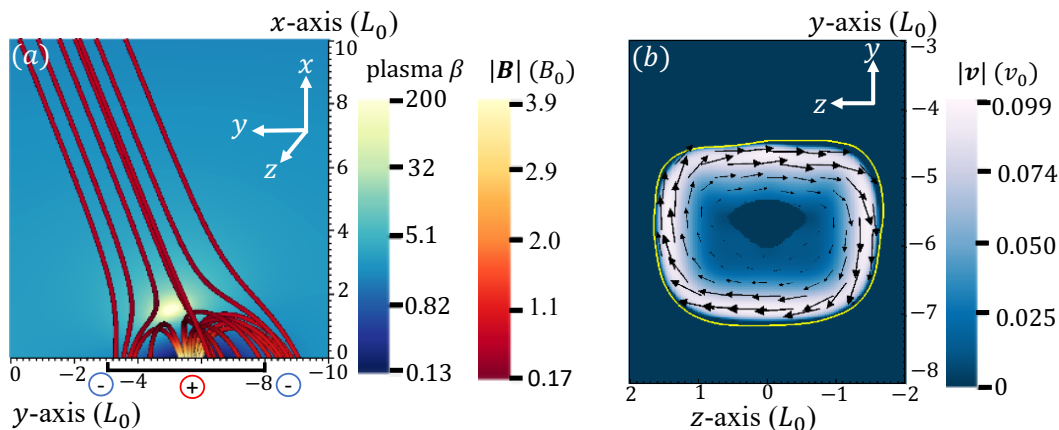 x-axis (L₀)
(a)
10
8
6
4
2
0
x
y
z
0
−2
−4
−6
−8
−10
-
+
-
y-axis (L₀)
plasma β
200
32
5.1
0.82
0.13
|B| (B₀)
3.9
2.9
2.0
1.1
0.17
y-axis (L₀)
(b)
y
z
−3
−4
−5
−6
−7
−8
2
1
0
-1
−2
z-axis (L₀)
|v| (v₀)
0.099
0.074
0.050
0.025
0